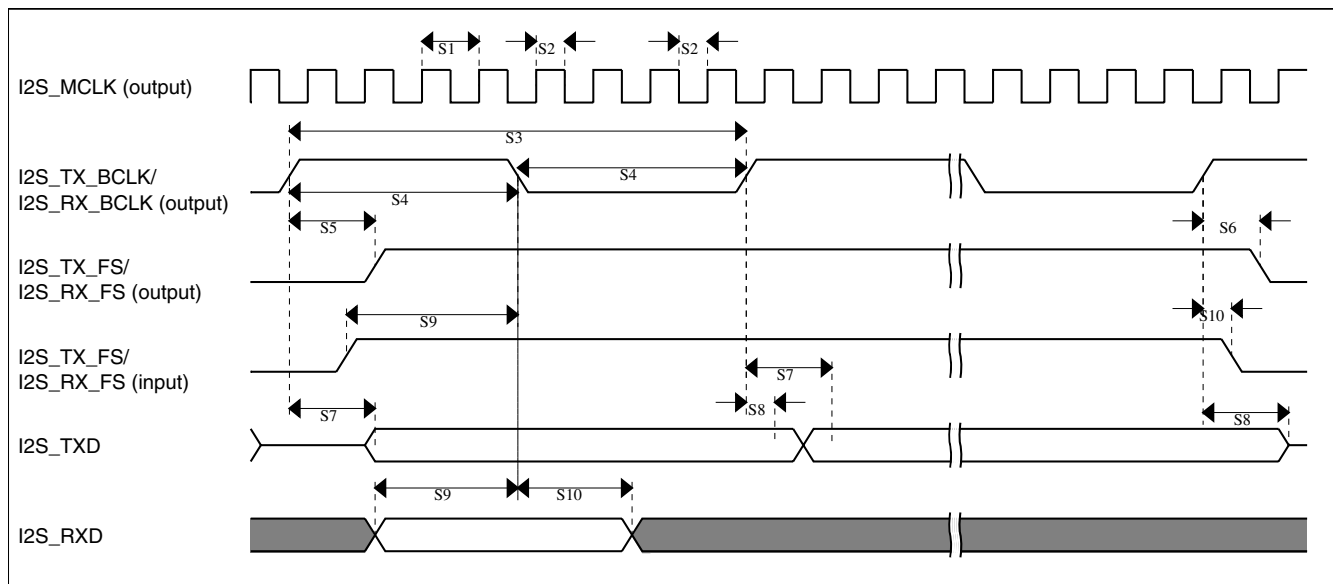 S1
S2
S2
I2S_MCLK (output)
S3
I2S_TX_BCLK/
I2S_RX_BCLK (output)
S4
S4
S5
S6
I2S_TX_FS/
I2S_RX_FS (output)
S9
S10
I2S_TX_FS/
I2S_RX_FS (input)
S7
S7
S8
S8
I2S_TXD
S9
S10
I2S_RXD